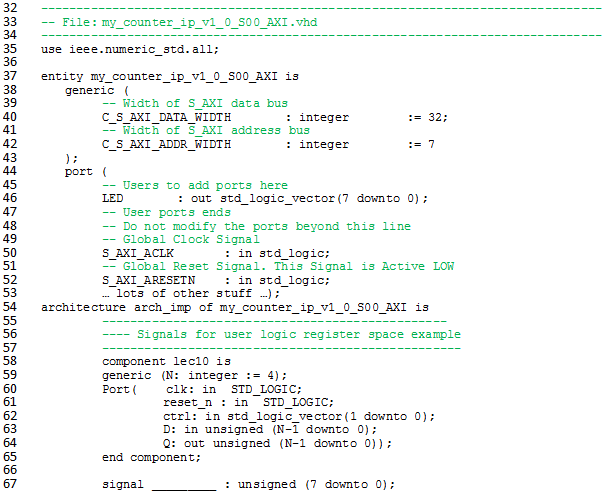 32 --------------------------------------------------------------------------------
33 -- File: my_counter_ip_v1_0_S00_AXI.vhd
34 --------------------------------------------------------------------------------
35 use ieee.numeric_std.all;
36
37 entity my_counter_ip_v1_0_S00_AXI is
38 generic (
39 -- Width of S_AXI data bus
40 C_S_AXI_DATA_WIDTH : integer := 32;
41 -- Width of S_AXI address bus
42 C_S_AXI_ADDR_WIDTH : integer := 7
43 );
44 port (
45 -- Users to add ports here
46 LED : out std_logic_vector(7 downto 0);
47 -- User ports ends
48 -- Do not modify the ports beyond this line
49 -- Global Clock Signal
50 S_AXI_ACLK : in std_logic;
51 -- Global Reset Signal. This Signal is Active LOW
52 S_AXI_ARESETN : in std_logic;
53 … lots of other stuff …);
54 architecture arch_imp of my_counter_ip_v1_0_S00_AXI is
55 ------------------------------------------------
56 ---- Signals for user logic register space example
57 --------------------------------------------------
58 component lec10 is
59 generic (N: integer := 4);
60 Port( clk: in STD_LOGIC;
61 reset_n : in STD_LOGIC;
62 ctrl: in std_logic_vector(1 downto 0);
63 D: in unsigned (N-1 downto 0);
64 Q: out unsigned (N-1 downto 0));
65 end component;
66
67 signal _________ : unsigned (7 downto 0);